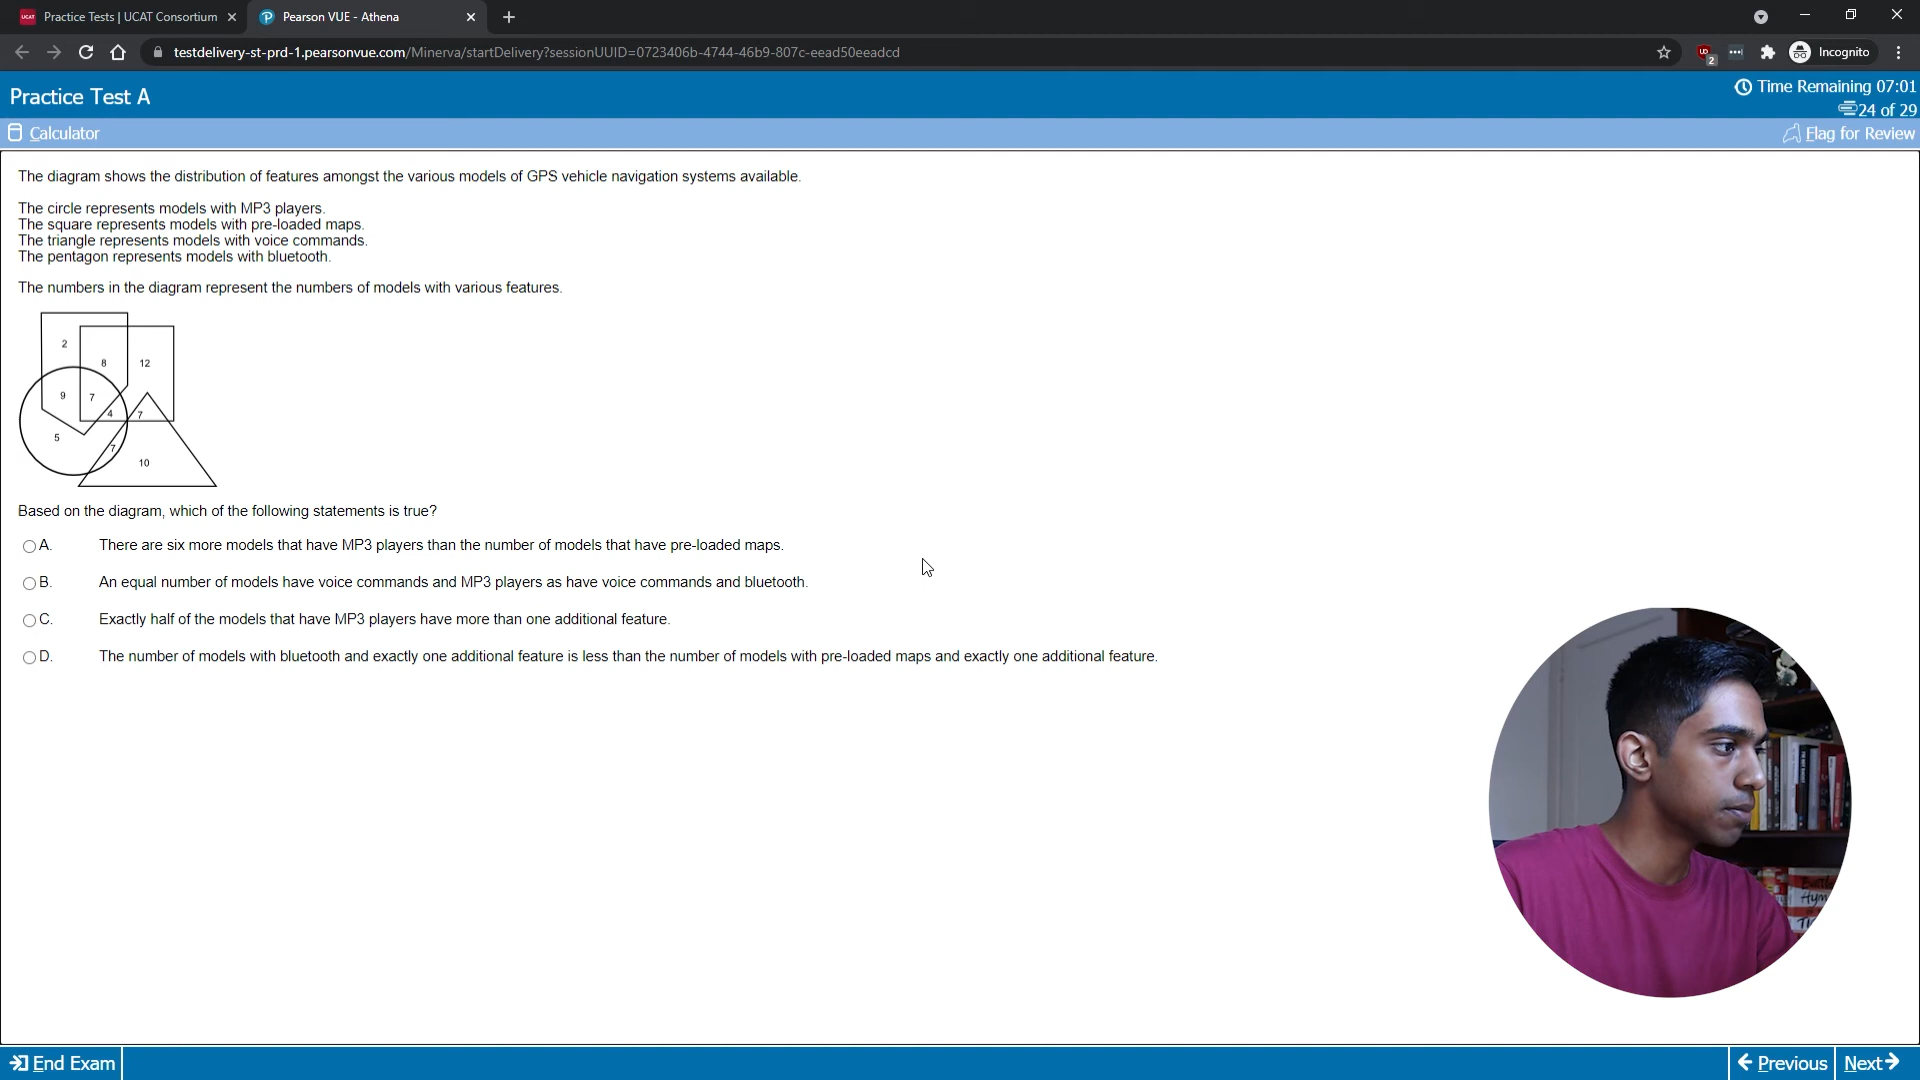 Practice Tests | UCAT Consortium
Pearson VUE - Athena
testdelivery-st-prd-1.pearsonvue.com/Minerva/startDelivery?sessionUUID=0723406b-4744-46b9-807c-eead50eeadcd
2
Incognito
Practice Test A
Time Remaining 07:01
24 of 29
Calculator
Flag for Review
The diagram shows the distribution of features amongst the various models of GPS vehicle navigation systems available.
The circle represents models with MP3 players.
The square represents models with pre-loaded maps.
The triangle represents models with voice commands.
The pentagon represents models with bluetooth.
The numbers in the diagram represent the numbers of models with various features.
2
8
12
9
7
4
7
5
7
10
Based on the diagram, which of the following statements is true?
A. There are six more models that have MP3 players than the number of models that have pre-loaded maps.
B. An equal number of models have voice commands and MP3 players as have voice commands and bluetooth.
C. Exactly half of the models that have MP3 players have more than one additional feature.
D. The number of models with bluetooth and exactly one additional feature is less than the number of models with pre-loaded maps and exactly one additional feature.
End Exam
Previous
Next